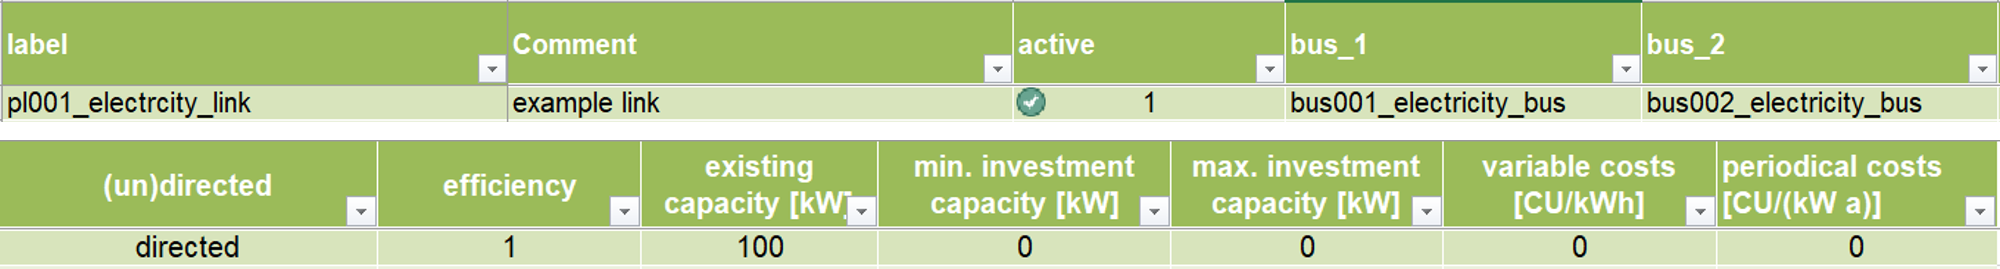 label Comment active bus_1 bus_2
pl001_electrcity_link example link 1 bus001_electricity_bus bus002_electricity_bus
(un)directed efficiency existing capacity [kW] min. investment capacity [kW] max. investment capacity [kW] variable costs [CU/kWh] periodical costs [CU/(kW a)]
directed 1 100 0 0 0 0